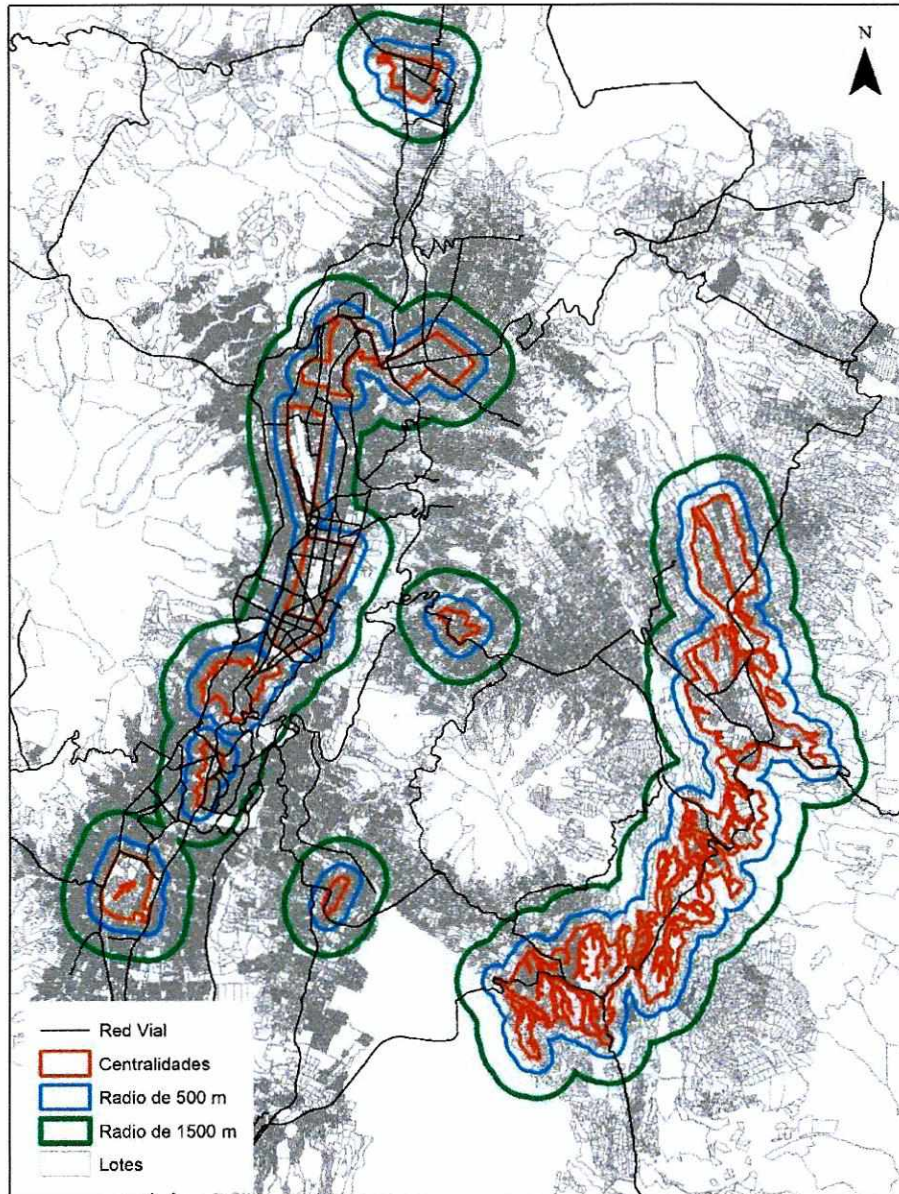 N
Red Vial
Centralidades
Radio de 500 m
Radio de 1500 m
Lotes